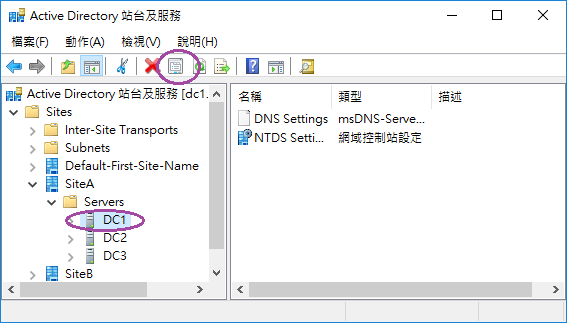 Active Directory 站台及服務
檔案(F) 動作(A) 檢視(V) 說明(H)
Active Directory 站台及服務 [dc1.
Sites
Inter-Site Transports
Subnets
Default-First-Site-Name
SiteA
Servers
DC1
DC2
DC3
SiteB
名稱 類型 描述
DNS Settings msDNS-Serve...
NTDS Setti... 網域控制站設定